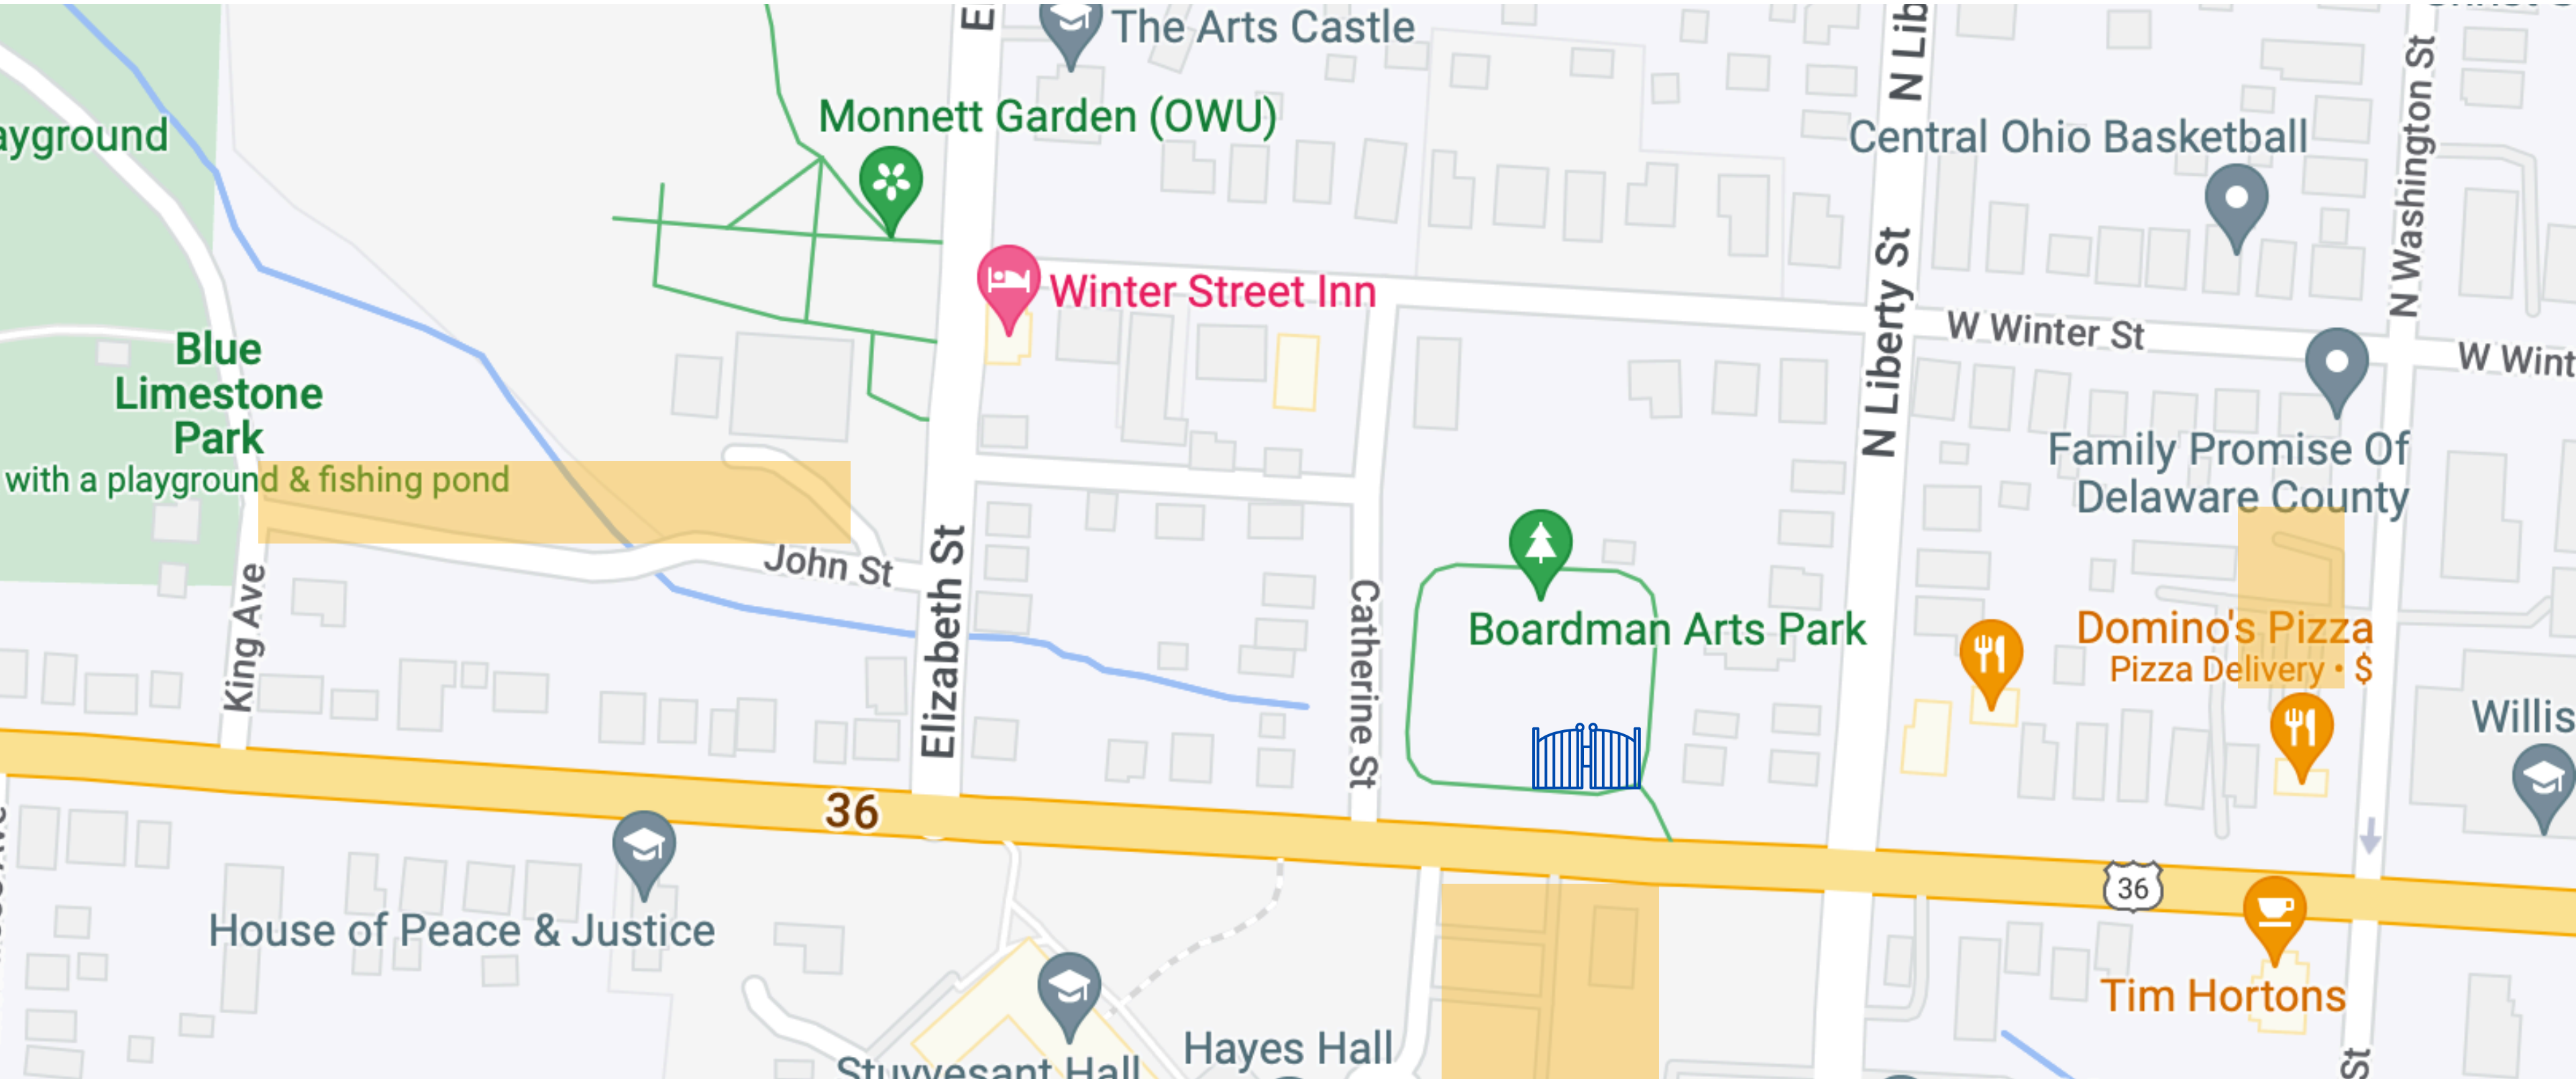 E
The Arts Castle
N Lib
Monnett Garden (OWU)
ayground
Central Ohio Basketball
N Washington St
Winter Street Inn
N Liberty St
W Winter St
W Wint
Blue
Limestone
Park
with a playground & fishing pond
Family Promise Of
Delaware County
John St
King Ave
Elizabeth St
Catherine St
Boardman Arts Park
Domino's Pizza
Pizza Delivery • $
Willis
36
36
House of Peace & Justice
Tim Hortons
Hayes Hall
Stuyvesant Hall
St